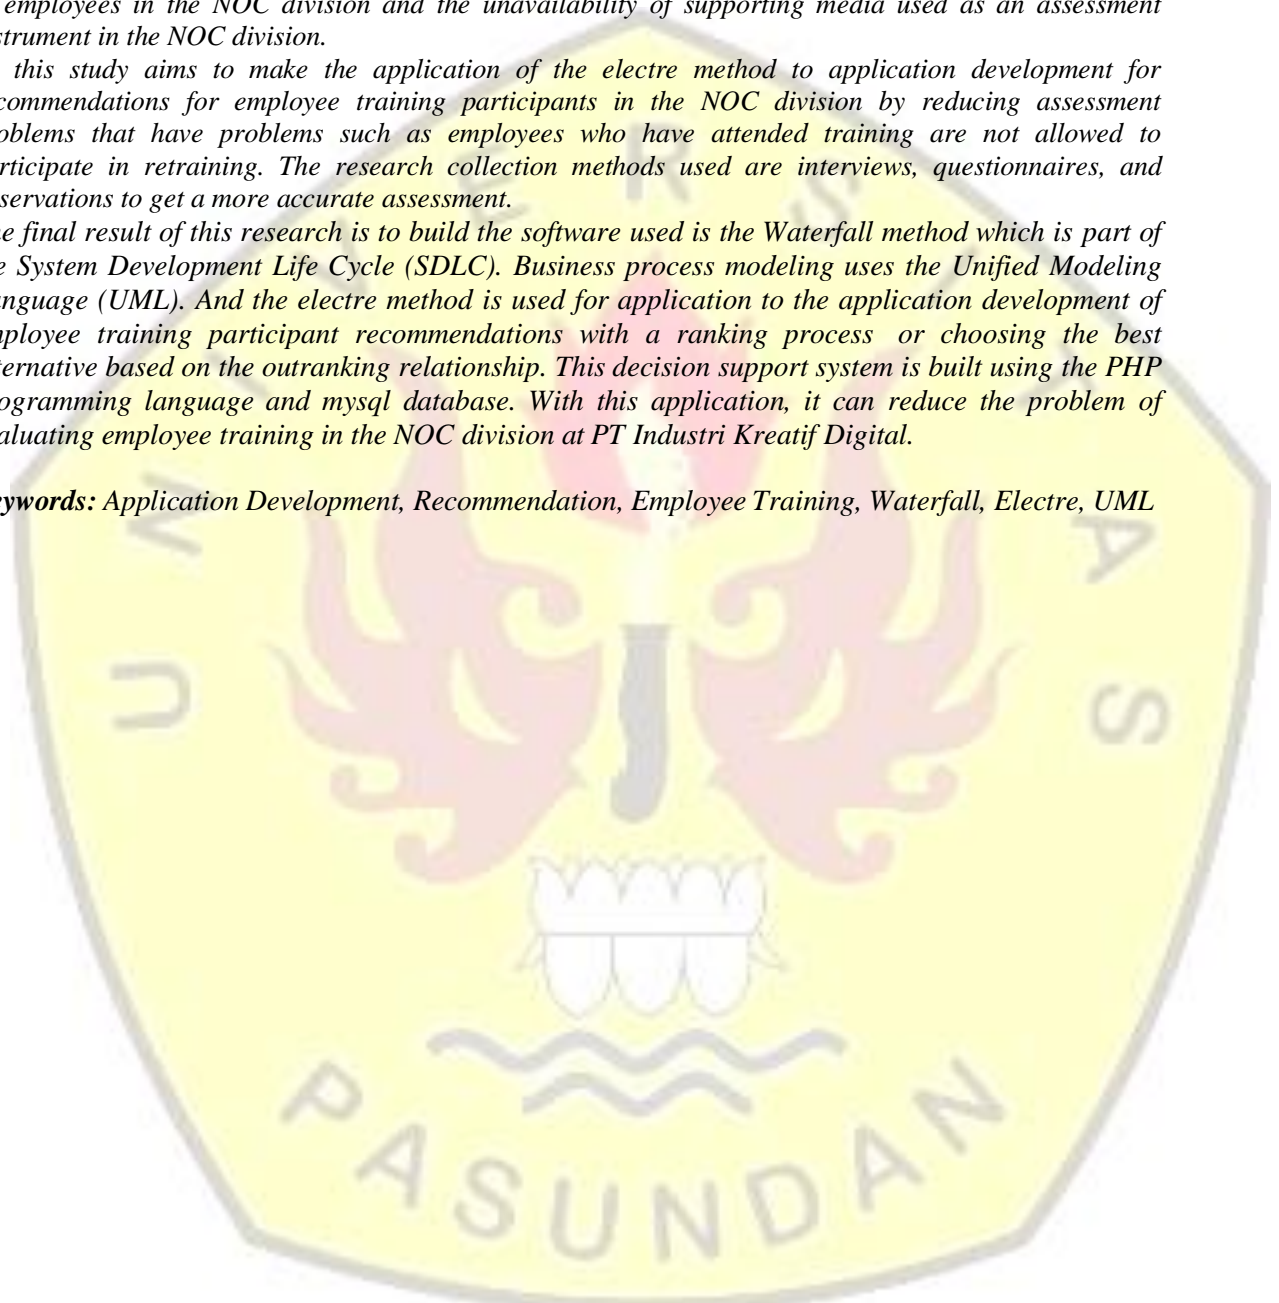 employees in the NOC division and the unavailability of supporting media used as an assessment
strument in the NOC division.
this study aims to make the application of the electre method to application development for
commendations for employee training participants in the NOC division by reducing assessment
oblems that have problems such as employees who have attended training are not allowed to
rticipate in retraining. The research collection methods used are interviews, questionnaires, and
servations to get a more accurate assessment.
e final result of this research is to build the software used is the Waterfall method which is part of
e System Development Life Cycle (SDLC). Business process modeling uses the Unified Modeling
nguage (UML). And the electre method is used for application to the application development of
ployee training participant recommendations with a ranking process or choosing the best
ternative based on the outranking relationship. This decision support system is built using the PHP
ogramming language and mysql database. With this application, it can reduce the problem of
aluating employee training in the NOC division at PT Industri Kreatif Digital.
ywords: Application Development, Recommendation, Employee Training, Waterfall, Electre, UML
UNIVERSITAS
PASUNDAN